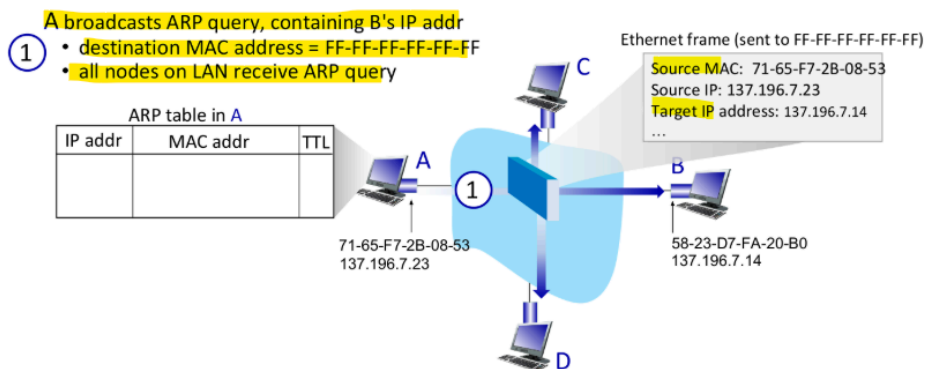 A broadcasts ARP query, containing B's IP addr
1
• destination MAC address = FF-FF-FF-FF-FF-FF
• all nodes on LAN receive ARP query
Ethernet frame (sent to FF-FF-FF-FF-FF-FF)
Source MAC: 71-65-F7-2B-08-53
Source IP: 137.196.7.23
Target IP address: 137.196.7.14
...
ARP table in A
IP addr MAC addr TTL
C
A
1
B
71-65-F7-2B-08-53
137.196.7.23
58-23-D7-FA-20-B0
137.196.7.14
D